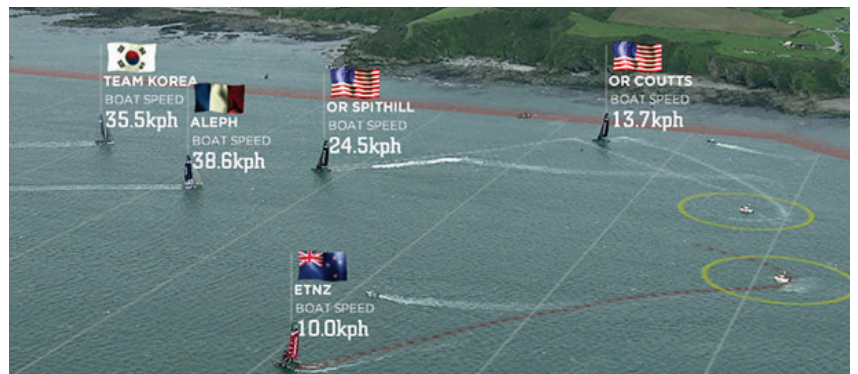 TEAM KOREA
BOAT SPEED
35.5kph
ALEPH
BOAT SPEED
38.6kph
OR SPITHILL
BOAT SPEED
24.5kph
OR COUTTS
BOAT SPEED
13.7kph
ETNZ
BOAT SPEED
10.0kph